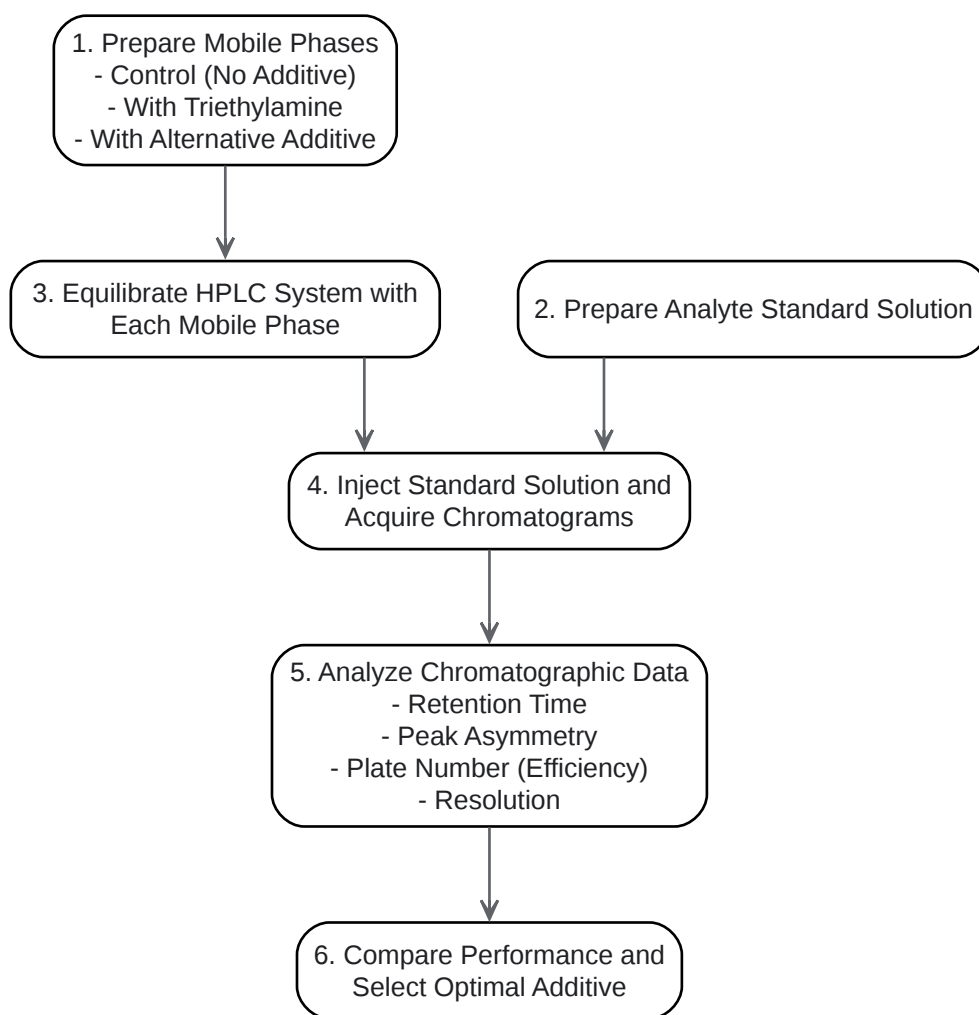 1. Prepare Mobile Phases
- Control (No Additive)
- With Triethylamine
- With Alternative Additive
3. Equilibrate HPLC System with
Each Mobile Phase
2. Prepare Analyte Standard Solution
4. Inject Standard Solution and
Acquire Chromatograms
5. Analyze Chromatographic Data
- Retention Time
- Peak Asymmetry
- Plate Number (Efficiency)
- Resolution
6. Compare Performance and
Select Optimal Additive